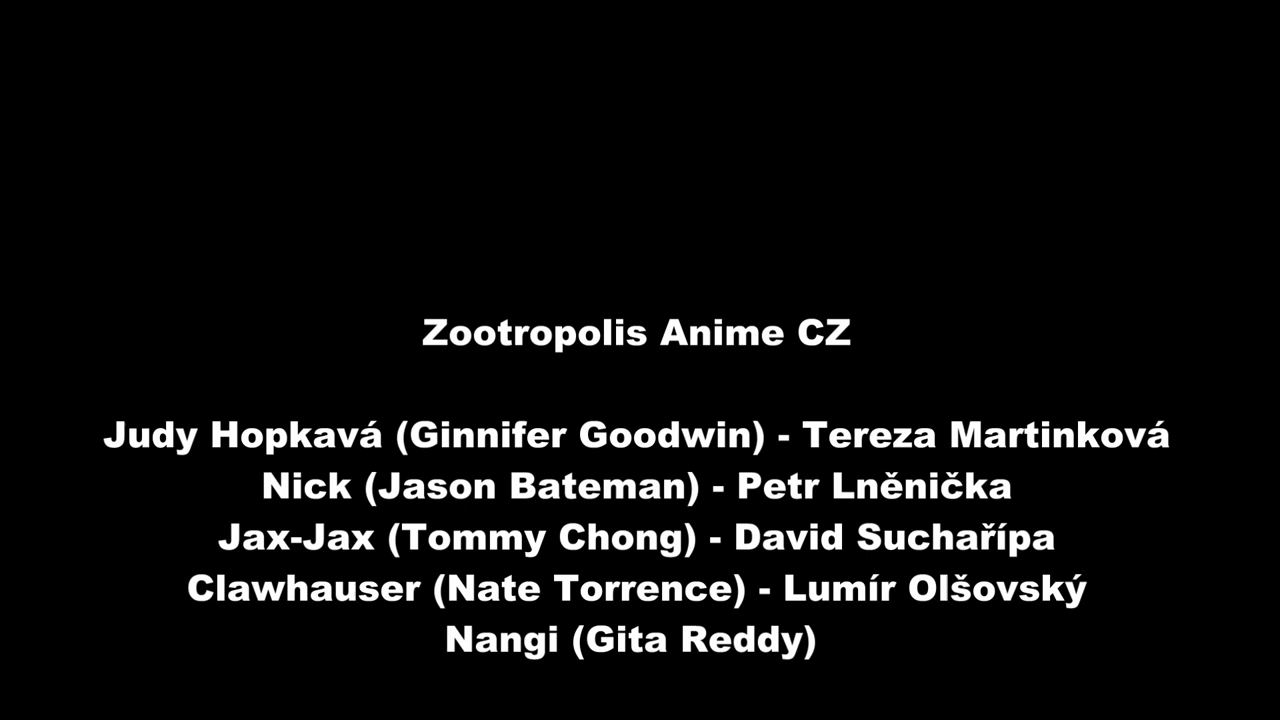 Zootropolis Anime CZ
Judy Hopkavá (Ginnifer Goodwin) - Tereza Martinková
Nick (Jason Bateman) - Petr Lněnička
Jax-Jax (Tommy Chong) - David Suchařípa
Clawhauser (Nate Torrence) - Lumír Olšovský
Nangi (Gita Reddy)